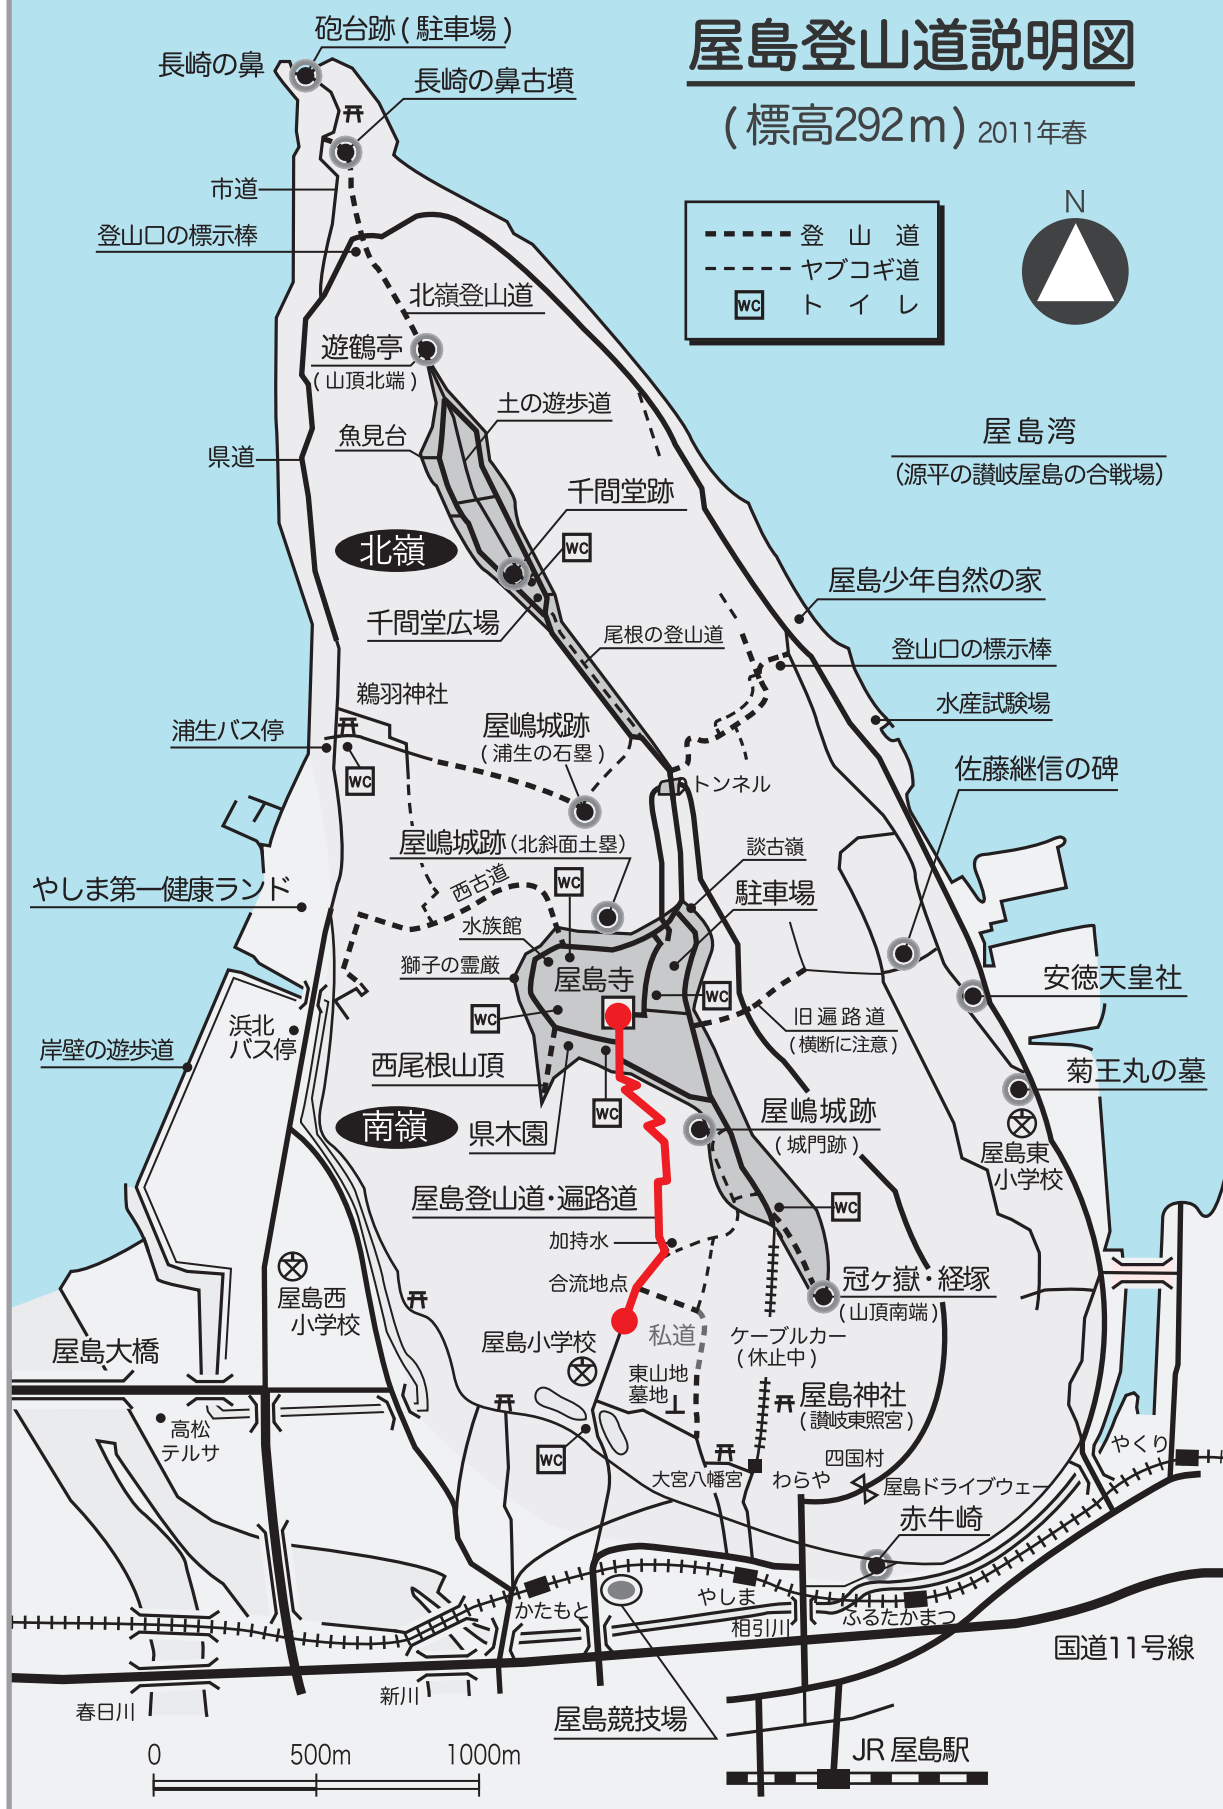 屋島登山道説明図
(標高292m) 2011年春
砲台跡(駐車場)
長崎の鼻
長崎の鼻古墳
市道
登山口の標示棒
N
登山道
ヤブコギ道
WC トイレ
北嶺登山道
遊鶴亭
(山頂北端)
土の遊歩道
魚見台
県道
屋島湾
(源平の讃岐屋島の合戦場)
千間堂跡
北嶺
WC
千間堂広場
屋島少年自然の家
尾根の登山道
登山口の標示棒
水産試験場
鵜羽神社
浦生バス停
屋嶋城跡
(浦生の石塁)
WC
トンネル
佐藤継信の碑
屋嶋城跡(北斜面土塁)
談古嶺
西古道
WC
駐車場
やしま第一健康ランド
水族館
獅子の霊厳
屋島寺
安徳天皇社
WC
WC
浜北
バス停
旧遍路道
(横断に注意)
岸壁の遊歩道
西尾根山頂
菊王丸の墓
南嶺
WC
屋嶋城跡
(城門跡)
県木園
屋島東
小学校
屋島登山道・遍路道
WC
加持水
合流地点
冠ヶ嶽・経塚
(山頂南端)
屋島西
小学校
屋島小学校
私道
ケーブルカー
(休止中)
屋島大橋
東山地
墓地
屋島神社
(讃岐東照宮)
高松
テルサ
WC
大宮八幡宮
わらや
四国村
やくり
屋島ドライブウェー
赤牛崎
かたもと
やしま
相引川
ふるたかまつ
国道11号線
春日川
新川
屋島競技場
JR 屋島駅
0 500m 1000m